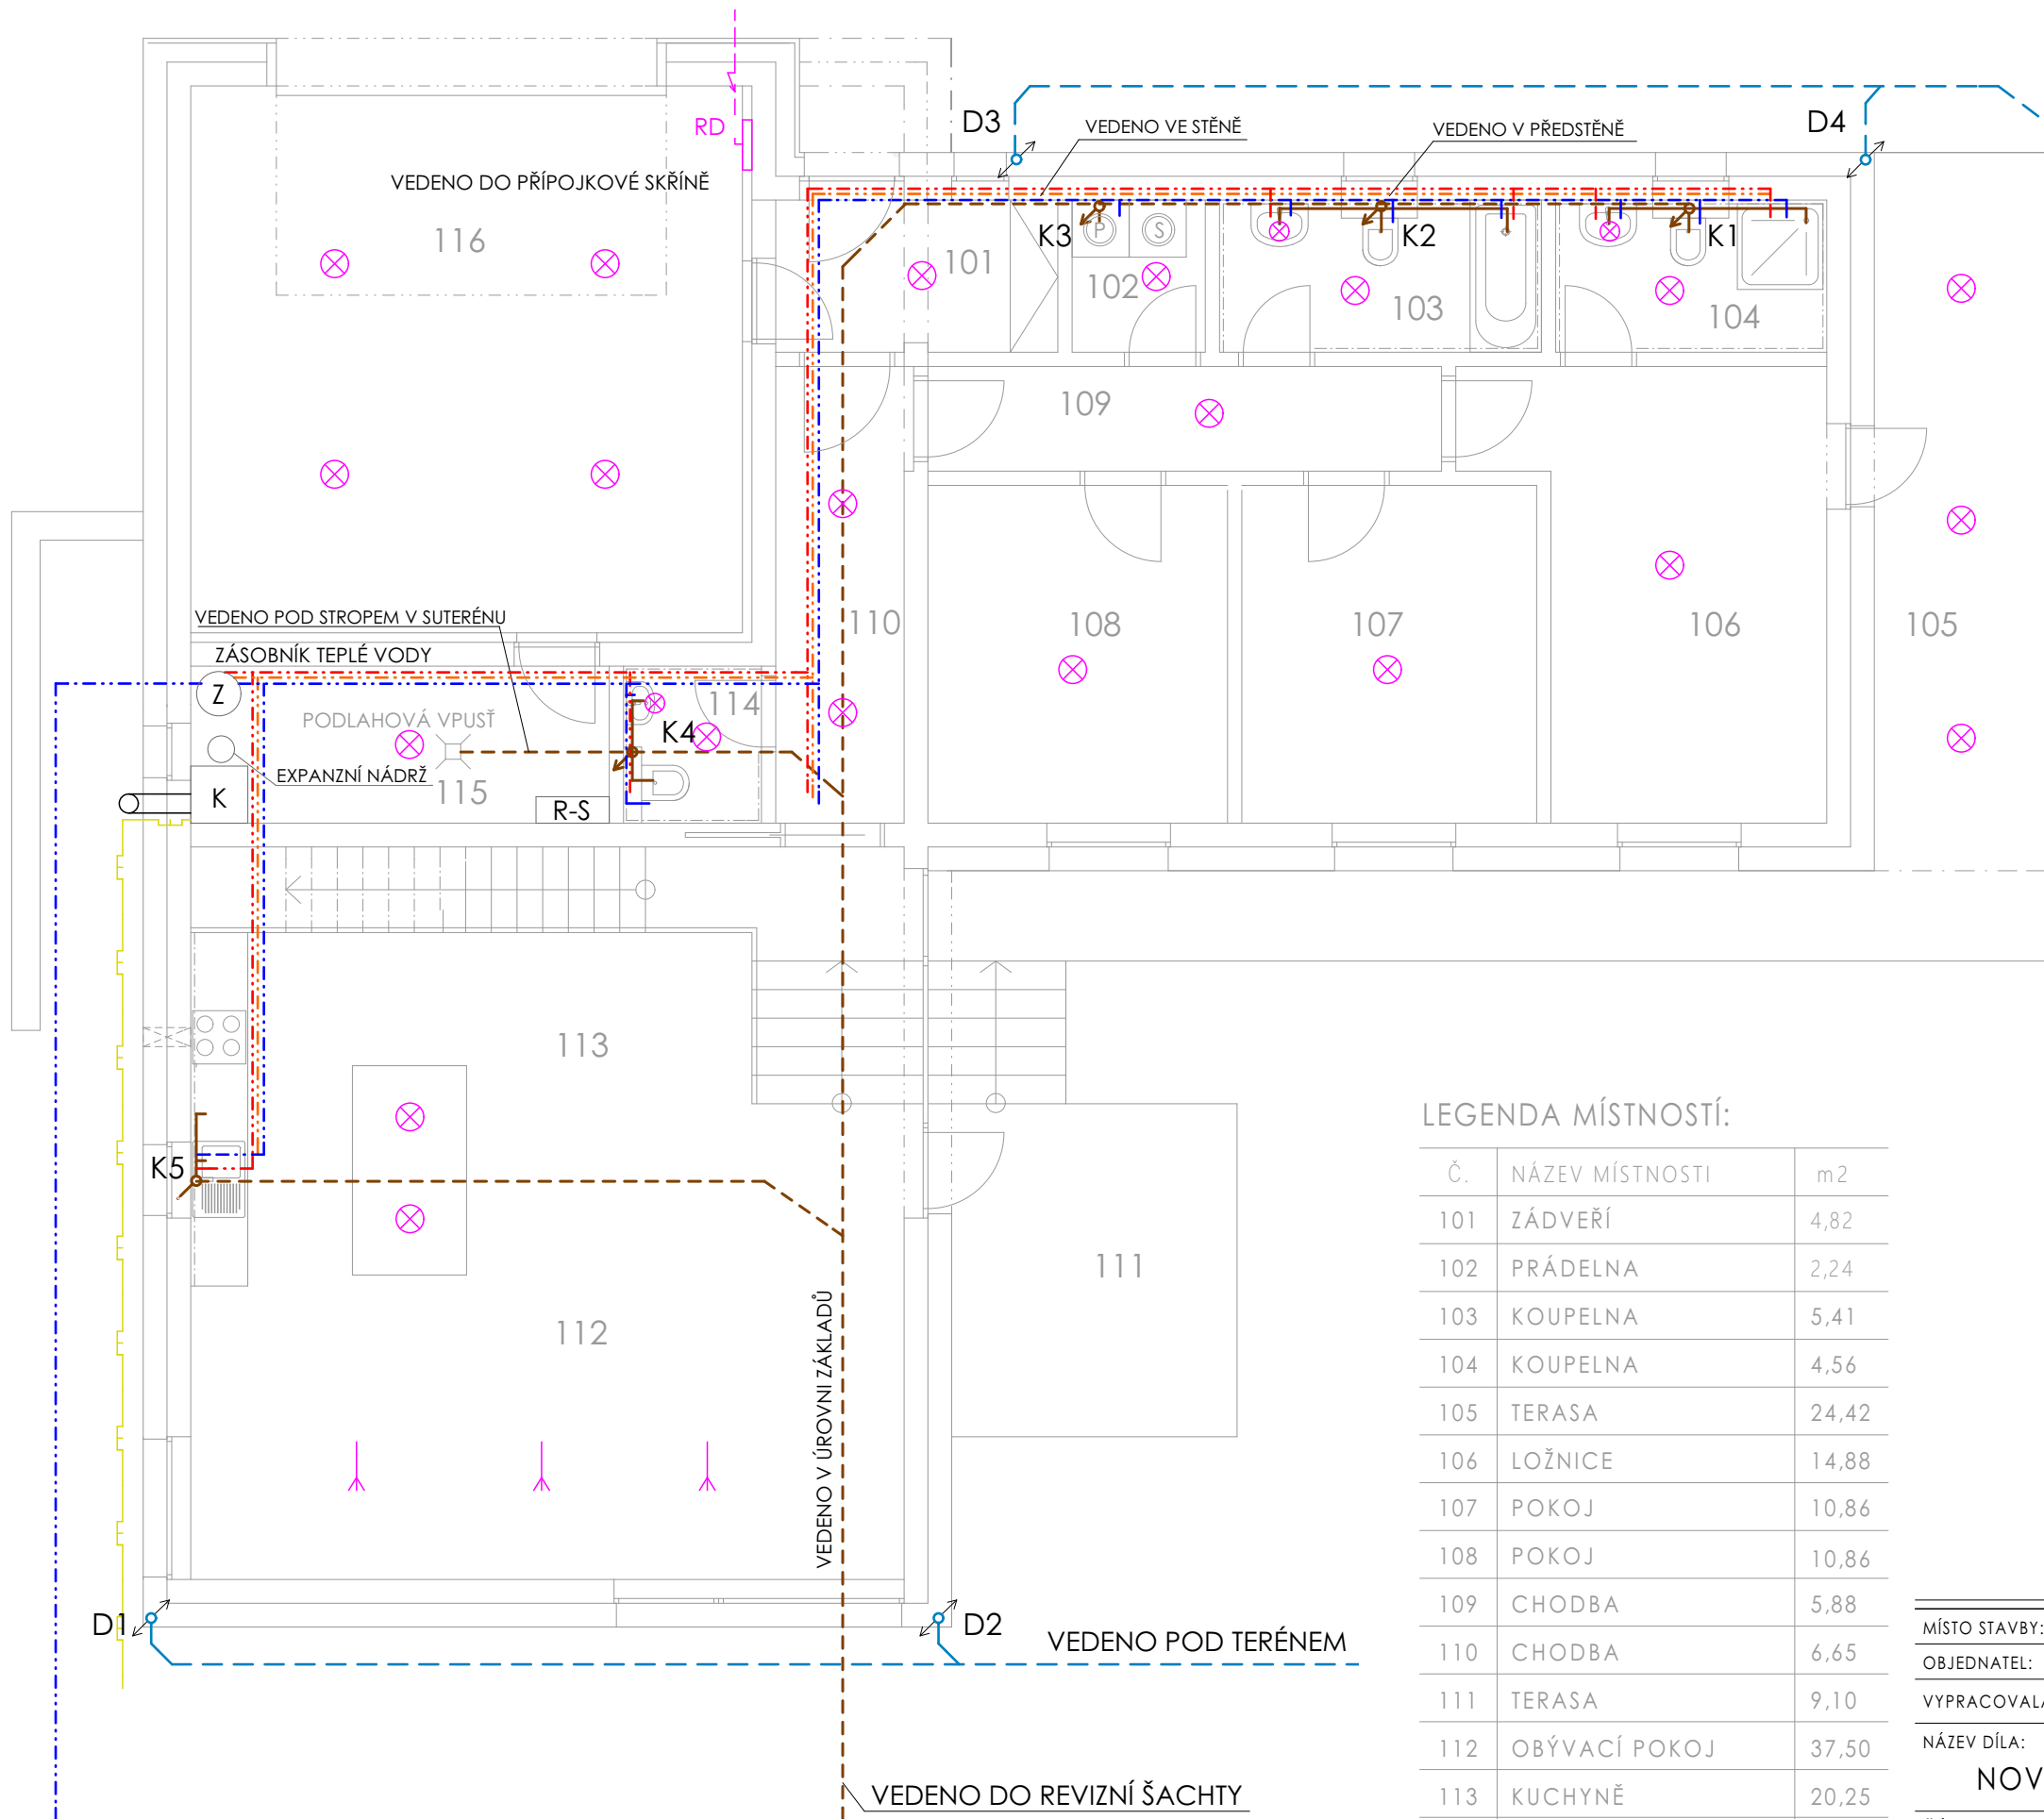 D3
VEDENO VE STĚNĚ
VEDENO V PŘEDSTĚNĚ
D4
RD
VEDENO DO PŘÍPOJKOVÉ SKŘÍNĚ
116
K3
P
S
K2
K1
101
102
103
104
109
110
108
107
106
105
VEDENO POD STROPEM V SUTERÉNU
ZÁSOBNÍK TEPLÉ VODY
Z
PODLAHOVÁ VPUSŤ
114
K4
EXPANZNÍ NÁDRŽ
K
115
R-S
113
K5
111
112
VEDENO V ÚROVNI ZÁKLADŮ
D1
D2
VEDENO POD TERÉNEM
VEDENO DO REVIZNÍ ŠACHTY
LEGENDA MÍSTNOSTÍ:
Č. NÁZEV MÍSTNOSTI m2
101 ZÁDVEŘÍ 4,82
102 PRÁDELNA 2,24
103 KOUPELNA 5,41
104 KOUPELNA 4,56
105 TERASA 24,42
106 LOŽNICE 14,88
107 POKOJ 10,86
108 POKOJ 10,86
109 CHODBA 5,88
110 CHODBA 6,65
111 TERASA 9,10
112 OBÝVACÍ POKOJ 37,50
113 KUCHYNĚ 20,25
MÍSTO STAVBY:
OBJEDNATEL:
VYPRACOVALA
NÁZEV DÍLA:
NOV